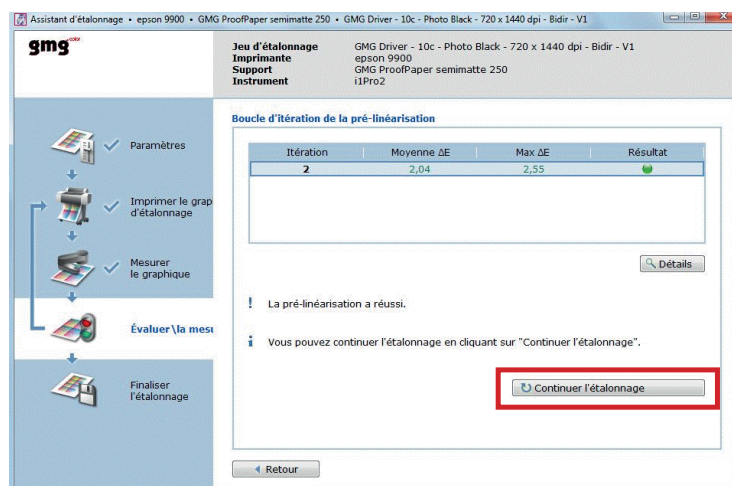 Assistant d'étalonnage • epson 9900 • GMG ProofPaper semimatte 250 • GMG Driver - 10c - Photo Black - 720 x 1440 dpi - Bidir - V1
gmg color
Jeu d'étalonnage GMG Driver - 10c - Photo Black - 720 x 1440 dpi - Bidir - V1
Imprimante epson 9900
Support GMG ProofPaper semimatte 250
Instrument i1Pro2
Boucle d'itération de la pré-linéarisation
Paramètres
Imprimer le grap
d'étalonnage
Mesurer
le graphique
Évaluer\la mesu
Finaliser
l'étalonnage
Itération Moyenne ΔE Max ΔE Résultat
2 2,04 2,55
Détails
! La pré-linéarisation a réussi.
i Vous pouvez continuer l'étalonnage en cliquant sur "Continuer l'étalonnage".
Continuer l'étalonnage
Retour